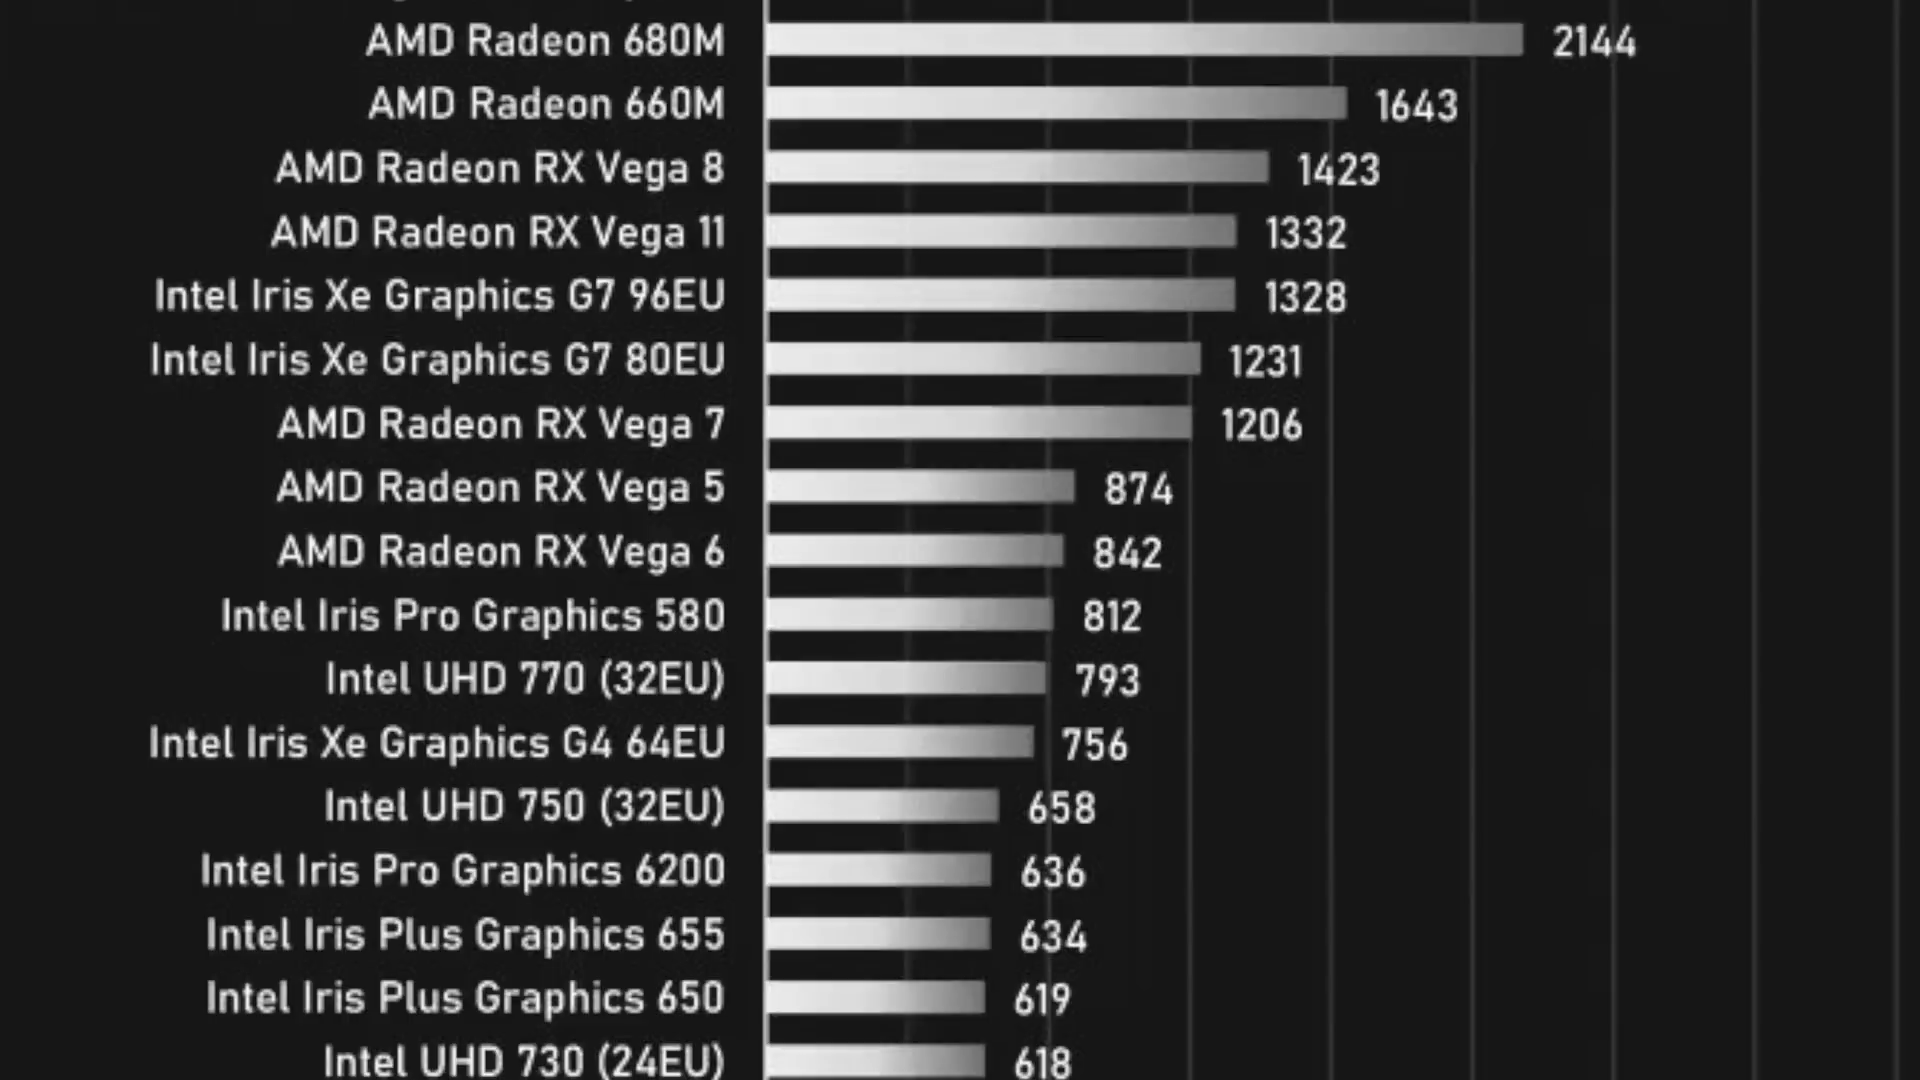 AMD Radeon 680M 2144
AMD Radeon 660M 1643
AMD Radeon RX Vega 8 1423
AMD Radeon RX Vega 11 1332
Intel Iris Xe Graphics G7 96EU 1328
Intel Iris Xe Graphics G7 80EU 1231
AMD Radeon RX Vega 7 1206
AMD Radeon RX Vega 5 874
AMD Radeon RX Vega 6 842
Intel Iris Pro Graphics 580 812
Intel UHD 770 (32EU) 793
Intel Iris Xe Graphics G4 64EU 756
Intel UHD 750 (32EU) 658
Intel Iris Pro Graphics 6200 636
Intel Iris Plus Graphics 655 634
Intel Iris Plus Graphics 650 619
Intel UHD 730 (24EU) 618